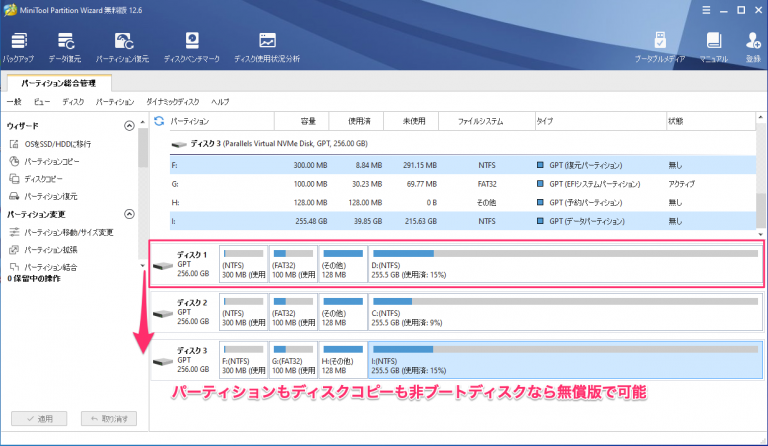 MiniTool Partition Wizard 無料版 12.6
バックアップ データ復元 パーティション復元 ディスクベンチマーク ディスク使用状況分析 ブータブルメディア マニュアル 登録
パーティション総合管理
一般 ビュー ディスク パーティション ダイナミックディスク ヘルプ
ウィザード
OSをSSD/HDDに移行
パーティションコピー
ディスクコピー
パーティション復元
パーティション変更
パーティション移動/サイズ変更
パーティション拡張
パーティション結合
0 保留中の操作
適用 取り消す
パーティション 容量 使用済 未使用 ファイルシステム タイプ 状態
ディスク 3 (Parallels Virtual NVMe Disk, GPT, 256.00 GB)
F: 300.00 MB 8.84 MB 291.15 MB NTFS GPT (復元パーティション) 無し
G: 100.00 MB 30.23 MB 69.77 MB FAT32 GPT (EFIシステムパーティション) アクティブ
H: 128.00 MB 128.00 MB 0 B その他 GPT (予約パーティション) 無し
I: 255.48 GB 39.85 GB 215.63 GB NTFS GPT (データパーティション) 無し
ディスク 1
GPT
256.00 GB
(NTFS) (FAT32) (その他) D:(NTFS)
300 MB (使用 100 MB (使用 128 MB 255.5 GB (使用済: 15%)
ディスク 2
GPT
256.00 GB
(NTFS) (FAT32) (その他) C:(NTFS)
300 MB (使用 100 MB (使用 128 MB 255.5 GB (使用済: 9%)
ディスク 3
GPT
256.00 GB
F:(NTFS) G:(FAT32) H:(その他) I:(NTFS)
300 MB (使用 100 MB (使用 128 MB 255.5 GB (使用済: 15%)
パーティションもディスクコピーも非ブートディスクなら無償版で可能